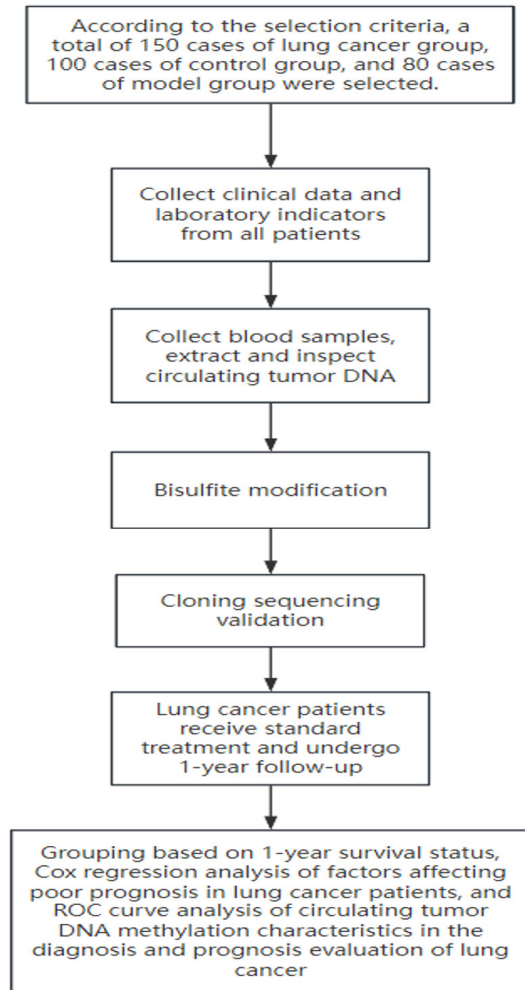 According to the selection criteria, a
total of 150 cases of lung cancer group,
100 cases of control group, and 80 cases
of model group were selected.
Collect clinical data and
laboratory indicators
from all patients
Collect blood samples,
extract and inspect
circulating tumor DNA
Bisulfite modification
Cloning sequencing
validation
Lung cancer patients
receive standard
treatment and undergo
1-year follow-up
Grouping based on 1-year survival status,
Cox regression analysis of factors affecting
poor prognosis in lung cancer patients, and
ROC curve analysis of circulating tumor
DNA methylation characteristics in the
diagnosis and prognosis evaluation of lung
cancer